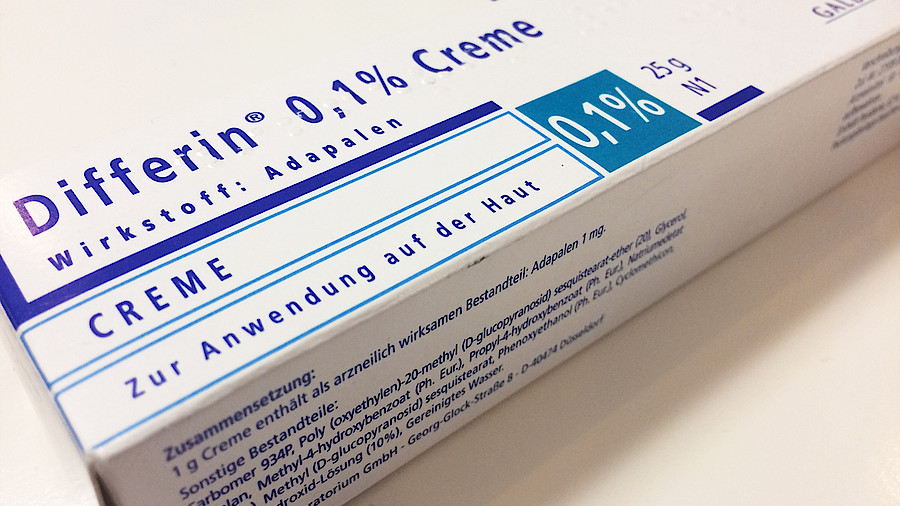 Differin® 0,1% Creme
Wirkstoff: Adapalen
0,1%
25 g
N1
CREME
Zur Anwendung auf der Haut
Zusammensetzung:
1 g Creme enthält als arzneilich wirksamen Bestandteil: Adapalen 1 mg.
Sonstige Bestandteile:
Carbomer 934P, Poly (oxyethylen)-20-methyl (D-glucopyranosid) sesquistearat-ether (20), Glycerol,
Methyl-4-hydroxybenzoat (Ph. Eur.), Propyl-4-hydroxybenzoat (Ph. Eur.), Natriumedetat
Methyl (D-glucopyranosid) sesquistearat, Phenoxyethanol (Ph. Eur.), Cyclomethicon,
(10%), Gereinigtes Wasser.
GmbH - Georg-Glock-Straße 8 - D-40474 Düsseldorf